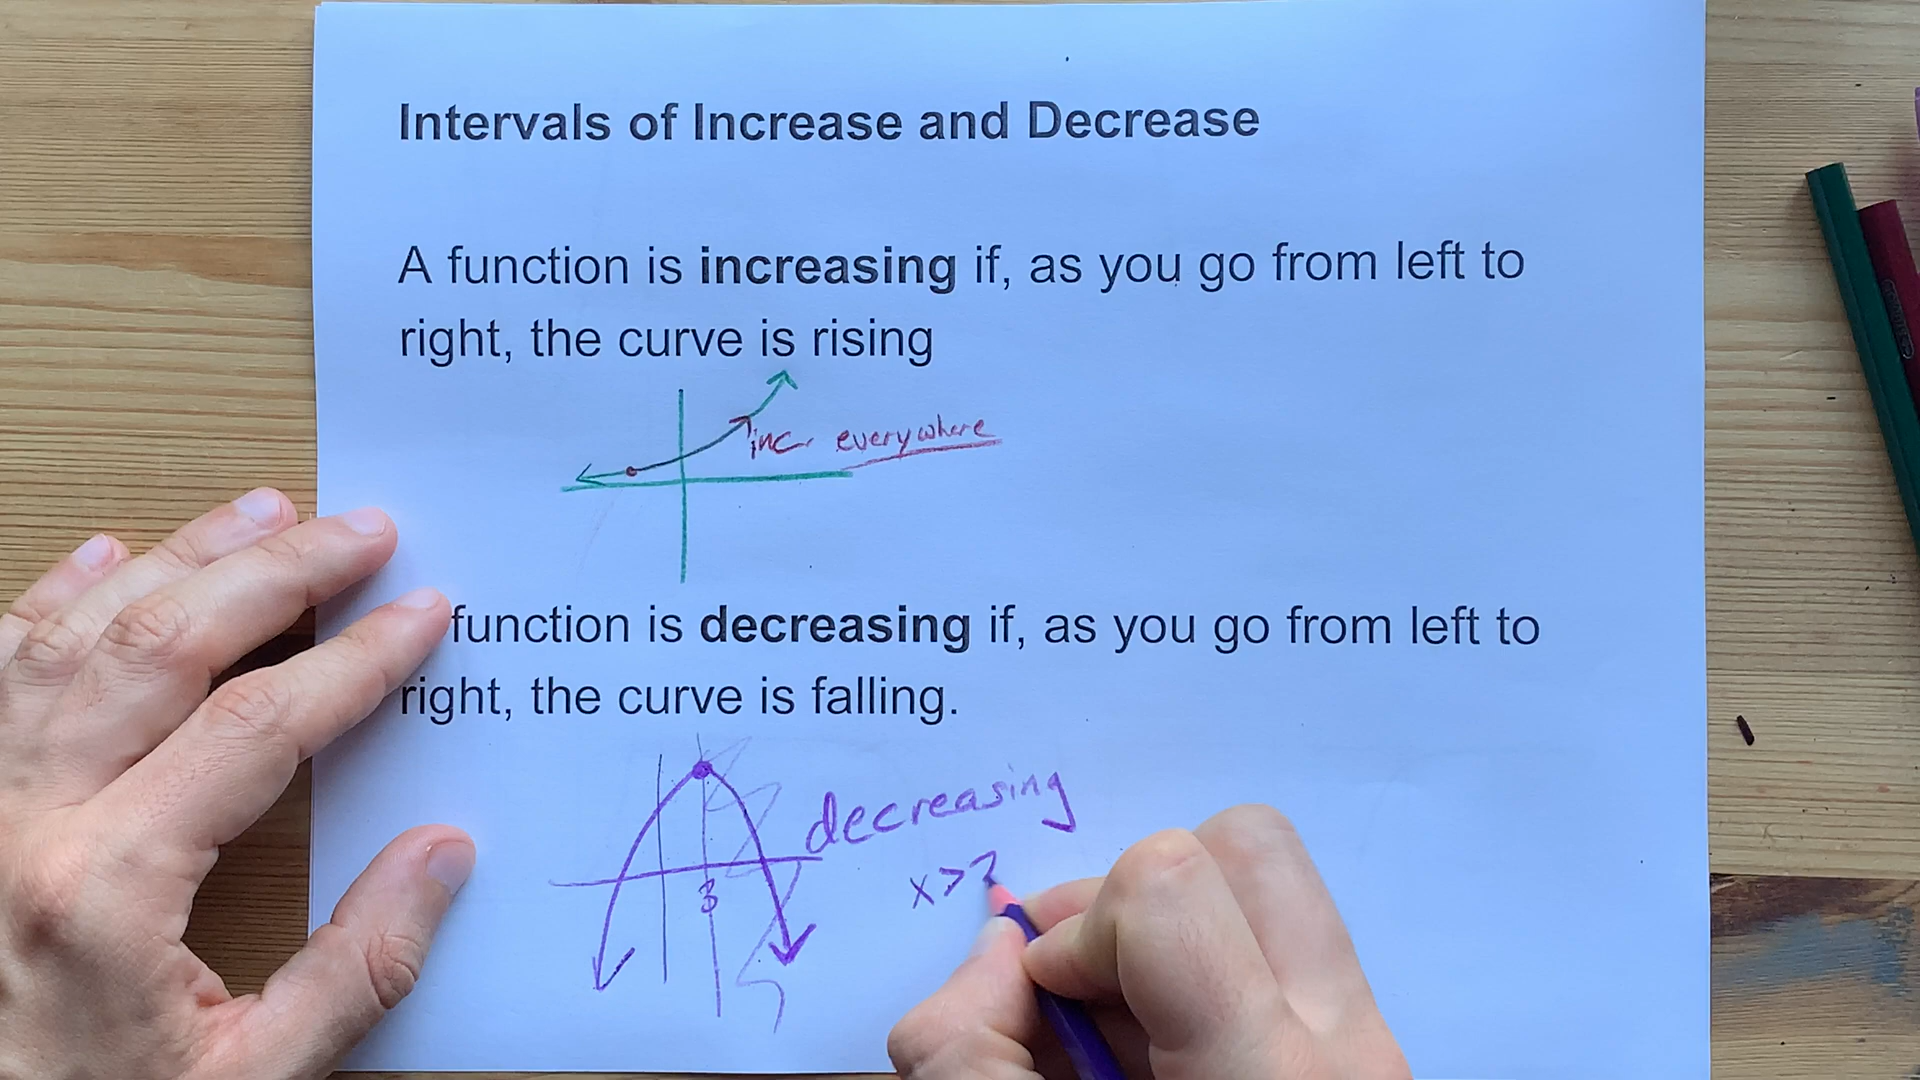 Intervals of Increase and Decrease
A function is increasing if, as you go from left to
right, the curve is rising
incr everywhere
function is decreasing if, as you go from left to
right, the curve is falling.
decreasing
x >
3